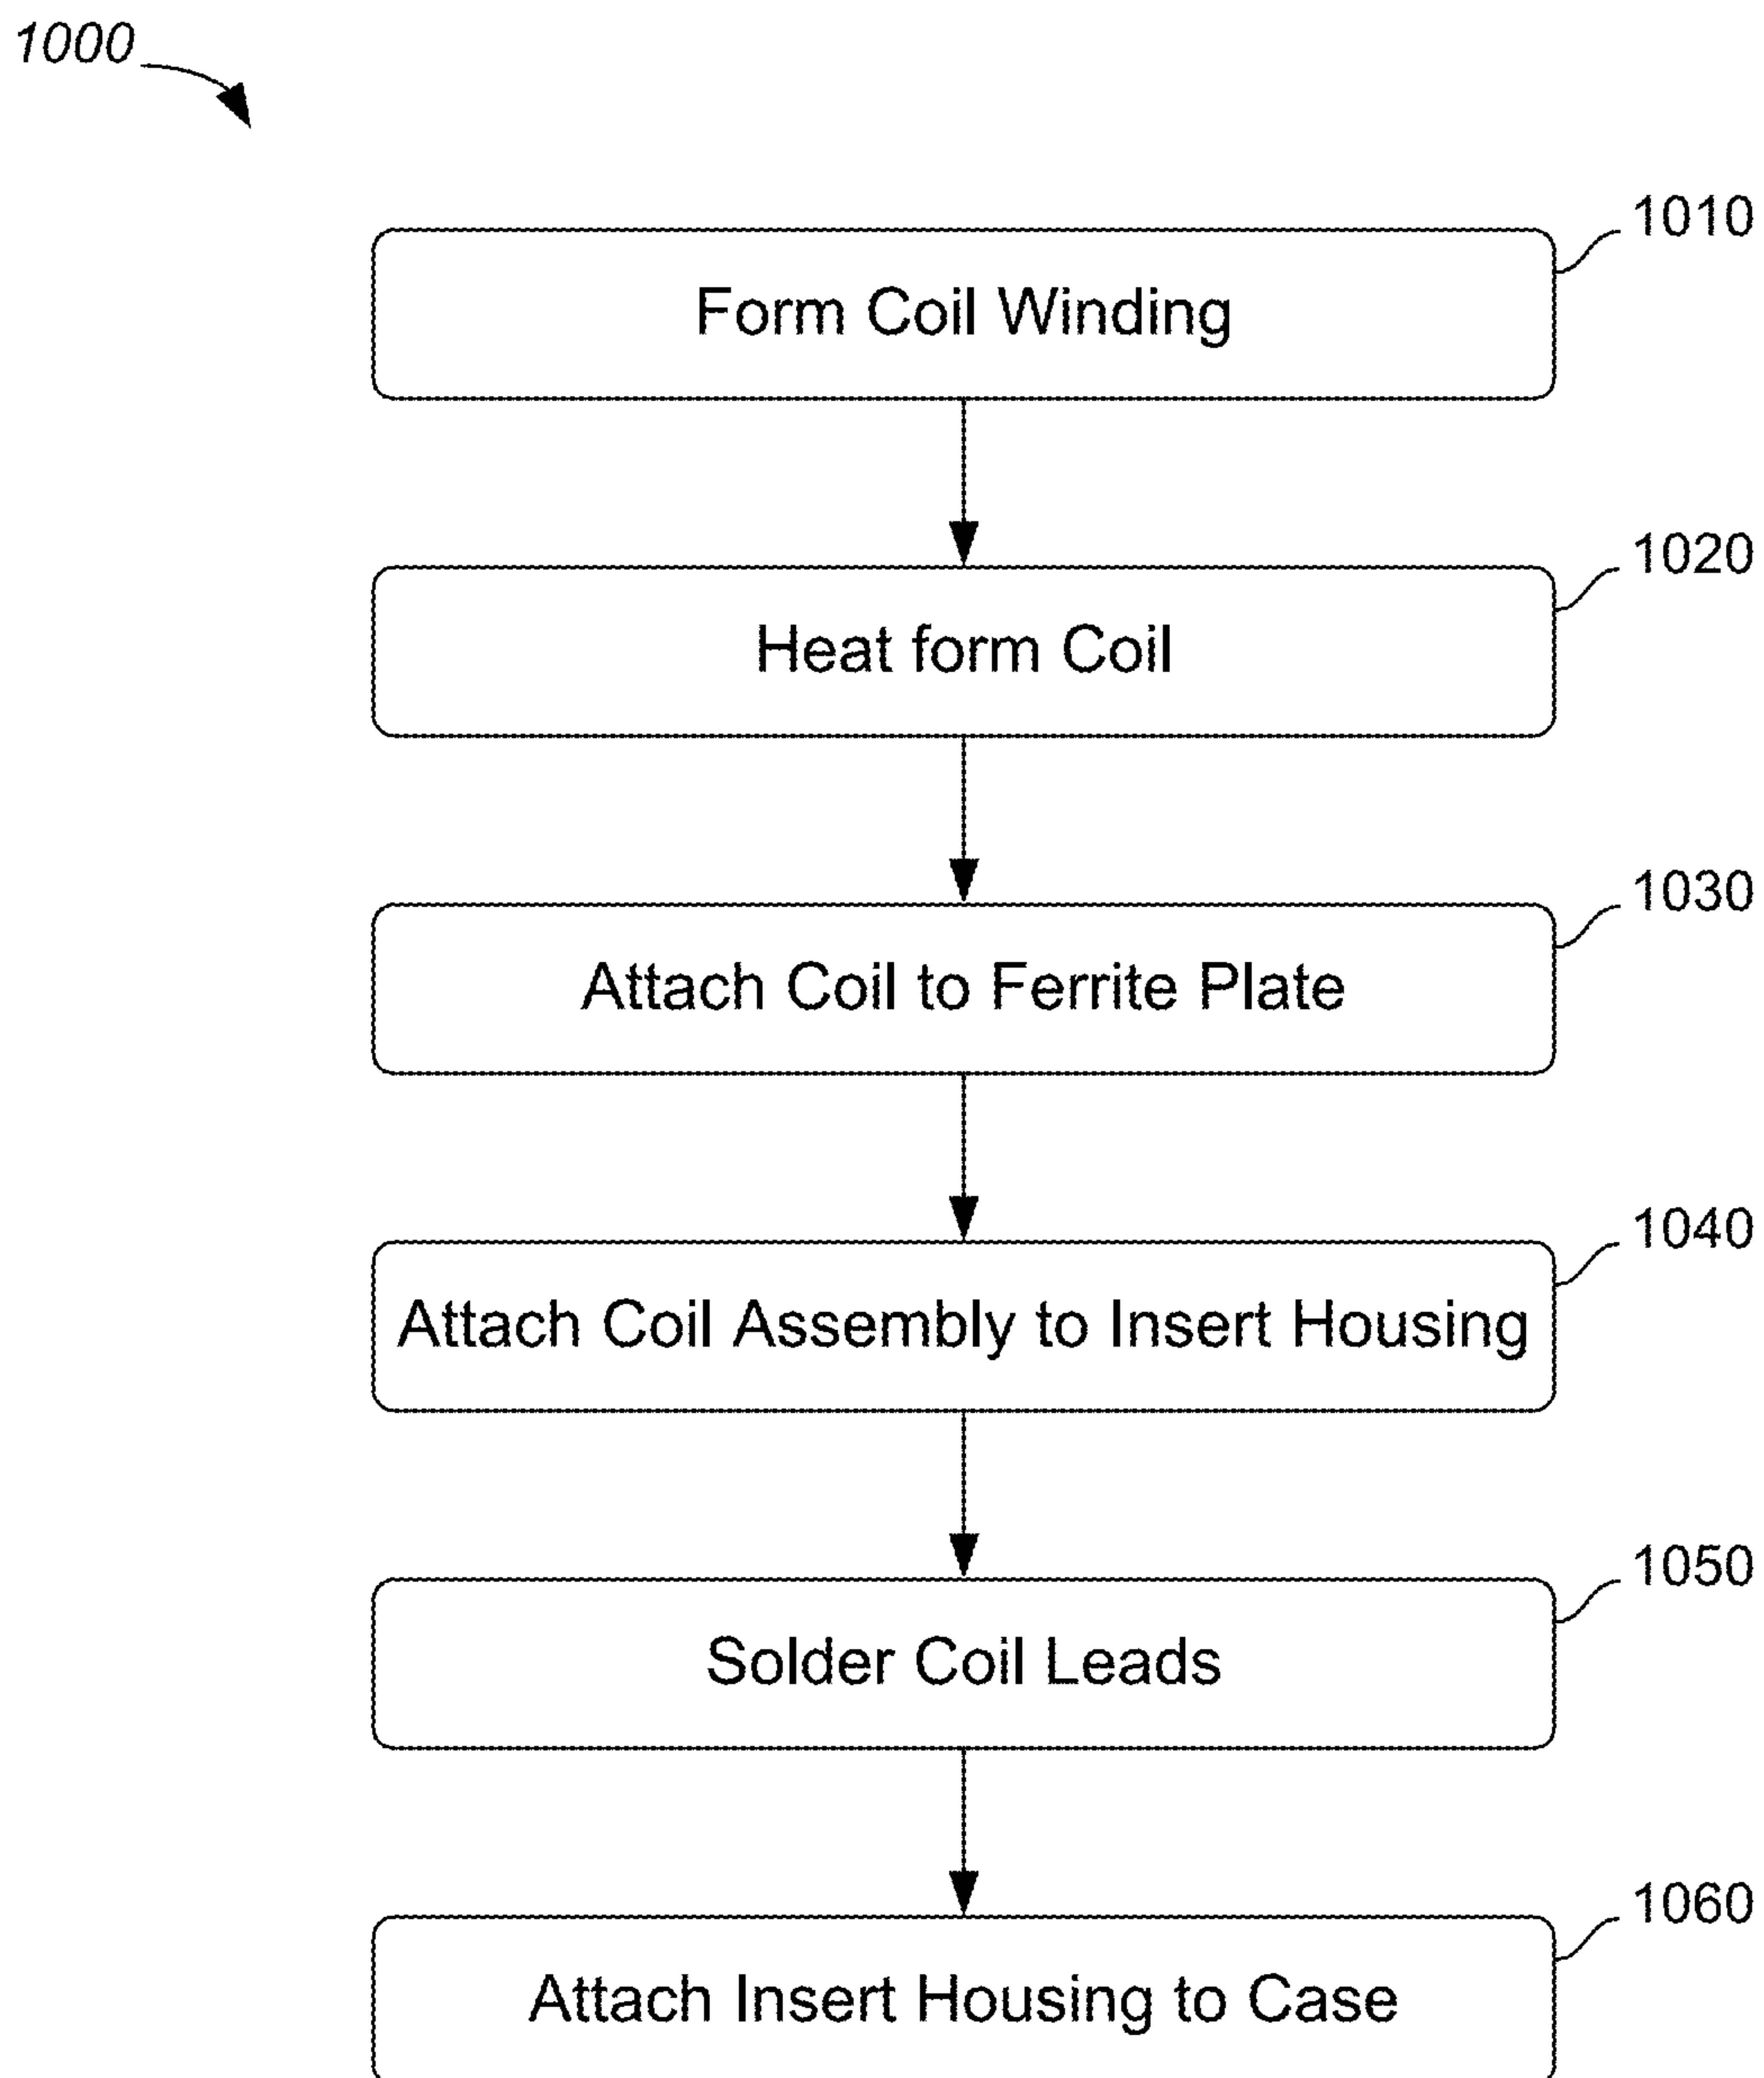 1000
1010
Form Coil Winding
1020
Heat form Coil
1030
Attach Coil to Ferrite Plate
1040
Attach Coil Assembly to Insert Housing
1050
Solder Coil Leads
1060
Attach Insert Housing to Case